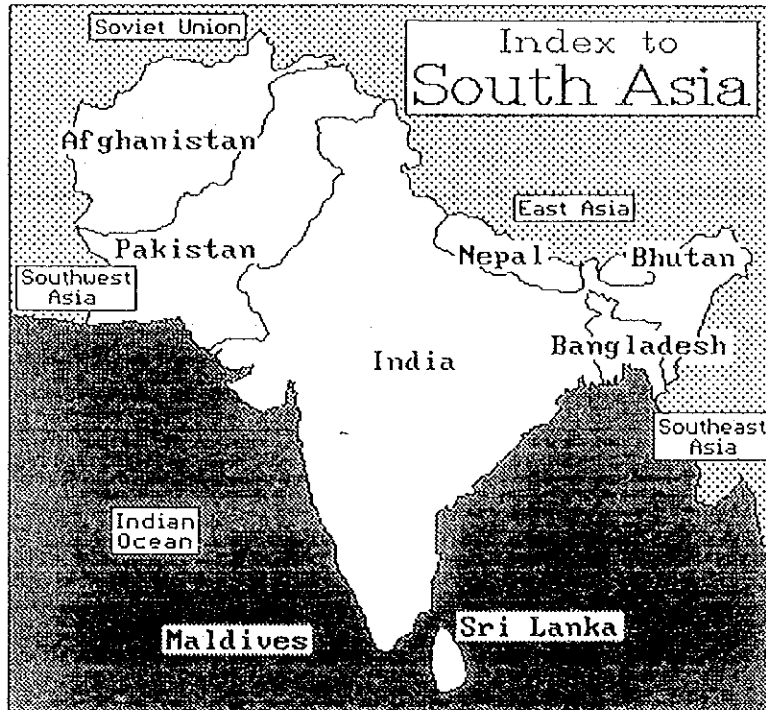 Soviet Union
Index to
South Asia
Afghanistan
East Asia
Pakistan
Nepal
Bhutan
Southwest
Asia
India
Bangladesh
Southeast
Asia
Indian
Ocean
Maldives
Sri Lanka